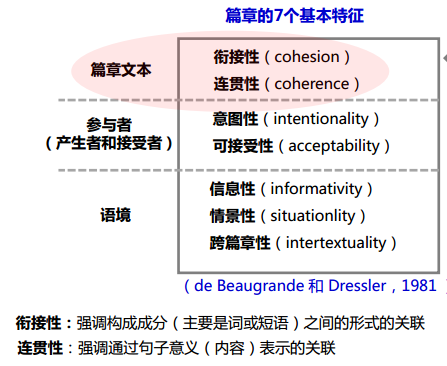 篇章的7个基本特征
篇章文本
衔接性（cohesion）
连贯性（coherence）
参与者
（产生者和接受者）
意图性（intentionality）
可接受性（acceptability）
语境
信息性（informativity）
情景性（situationlity）
跨篇章性（intertextuality）
（de Beaugrande 和 Dressler，1981 ）
衔接性：强调构成成分（主要是词或短语）之间的形式的关联
连贯性：强调通过句子意义（内容）表示的关联